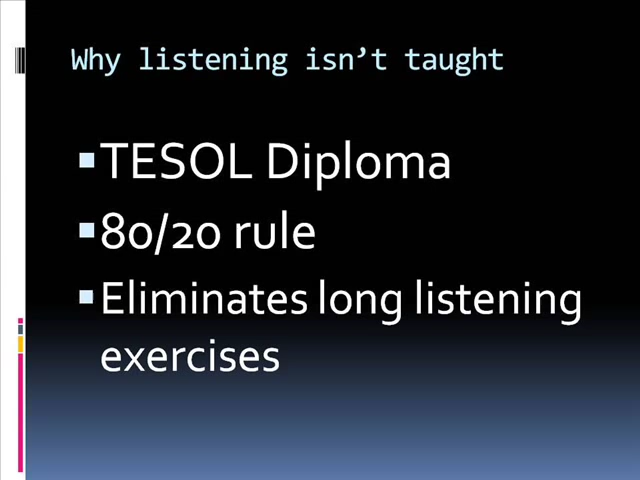 Why listening isn’t taught
TESOL Diploma
80/20 rule
Eliminates long listening
exercises